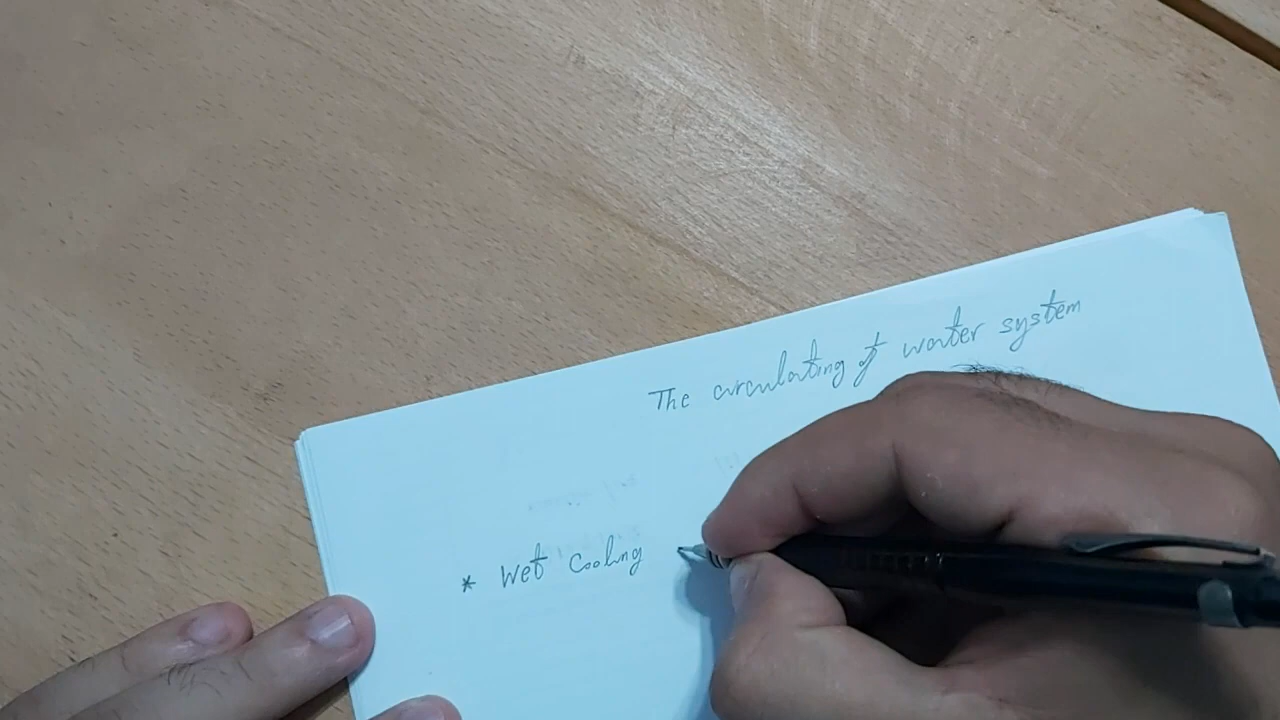 The circulating of water system
* Wet Cooling